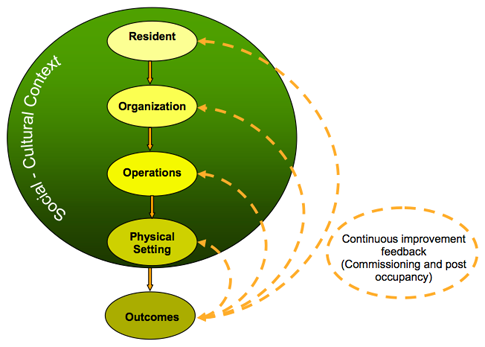 Resident
Social - Cultural Context
Organization
Operations
Physical
Setting
Continuous improvement
feedback
(Commissioning and post
occupancy)
Outcomes